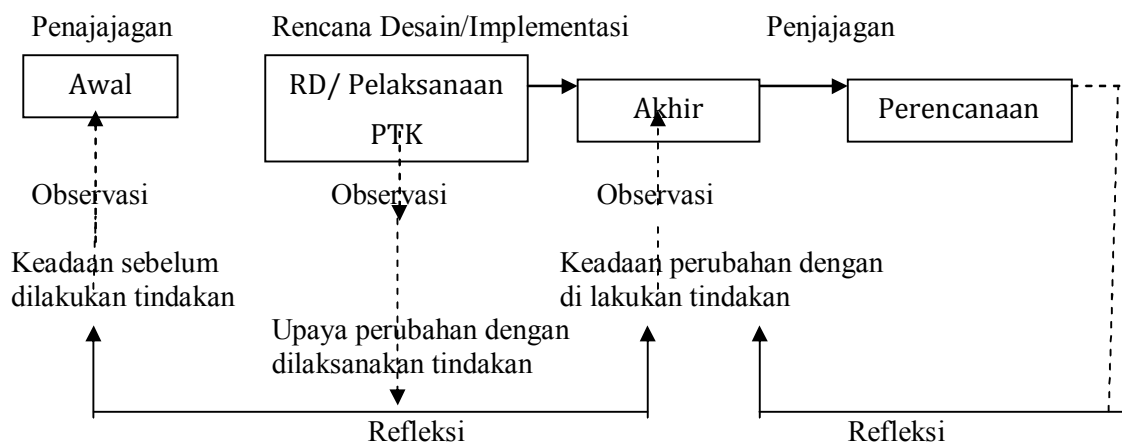 Penajajagan
Rencana Desain/Implementasi
Penjajagan
Awal
RD/ Pelaksanaan
PTK
Akhir
Perencanaan
Observasi
Observasi
Observasi
Keadaan sebelum
dilakukan tindakan
Keadaan perubahan dengan
di lakukan tindakan
Upaya perubahan dengan
dilaksanakan tindakan
Refleksi
Refleksi